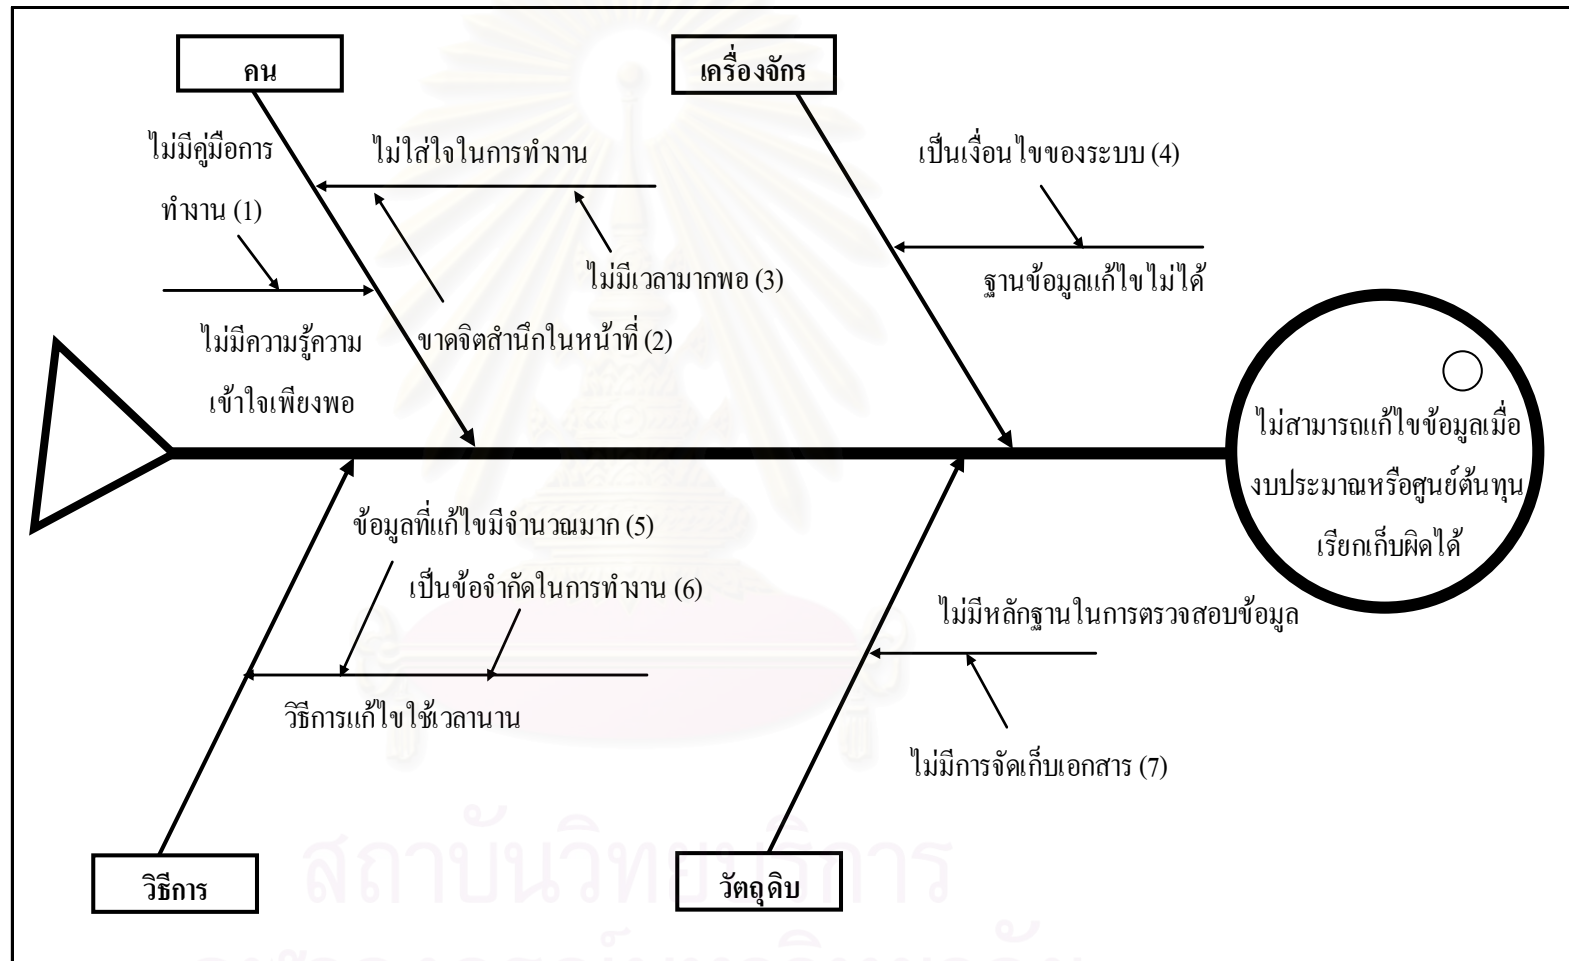 คน
เครื่องจักร
ไม่มีคู่มือการ
ทำงาน (1)
ไม่ใส่ใจในการทำงาน
เป็นเงื่อนไขของระบบ (4)
ไม่มีเวลามากพอ (3)
ฐานข้อมูลแก้ไขไม่ได้
ไม่มีความรู้ความ
เข้าใจเพียงพอ
ขาดจิตสำนึกในหน้าที่ (2)
ไม่สามารถแก้ไขข้อมูลเมื่อ
งบประมาณหรือศูนย์ต้นทุน
เรียกเก็บผิดได้
ข้อมูลที่แก้ไขมีจำนวณมาก (5)
เป็นข้อจำกัดในการทำงาน (6)
วิธีการแก้ไขใช้เวลานาน
ไม่มีหลักฐานในการตรวจสอบข้อมูล
ไม่มีการจัดเก็บเอกสาร (7)
วิธีการ
วัตถุดิบ
สถาบันวิทยบริการ